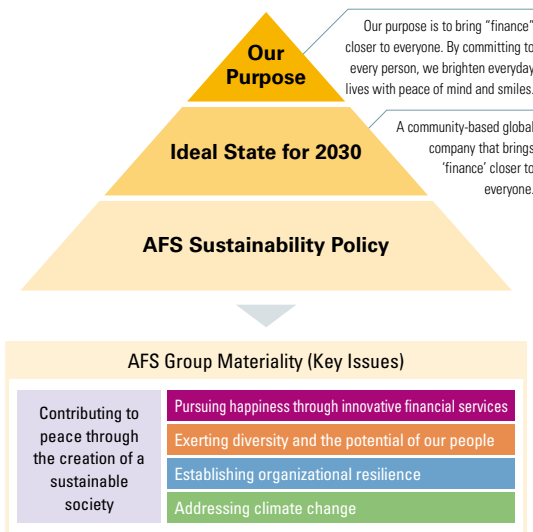 Our
Purpose
Our purpose is to bring “finance”
closer to everyone. By committing to
every person, we brighten everyday
lives with peace of mind and smiles.
Ideal State for 2030
A community-based global
company that brings
‘finance’ closer to
everyone.
AFS Sustainability Policy
AFS Group Materiality (Key Issues)
Contributing to
peace through
the creation of a
sustainable
society
Pursuing happiness through innovative financial services
Exerting diversity and the potential of our people
Establishing organizational resilience
Addressing climate change